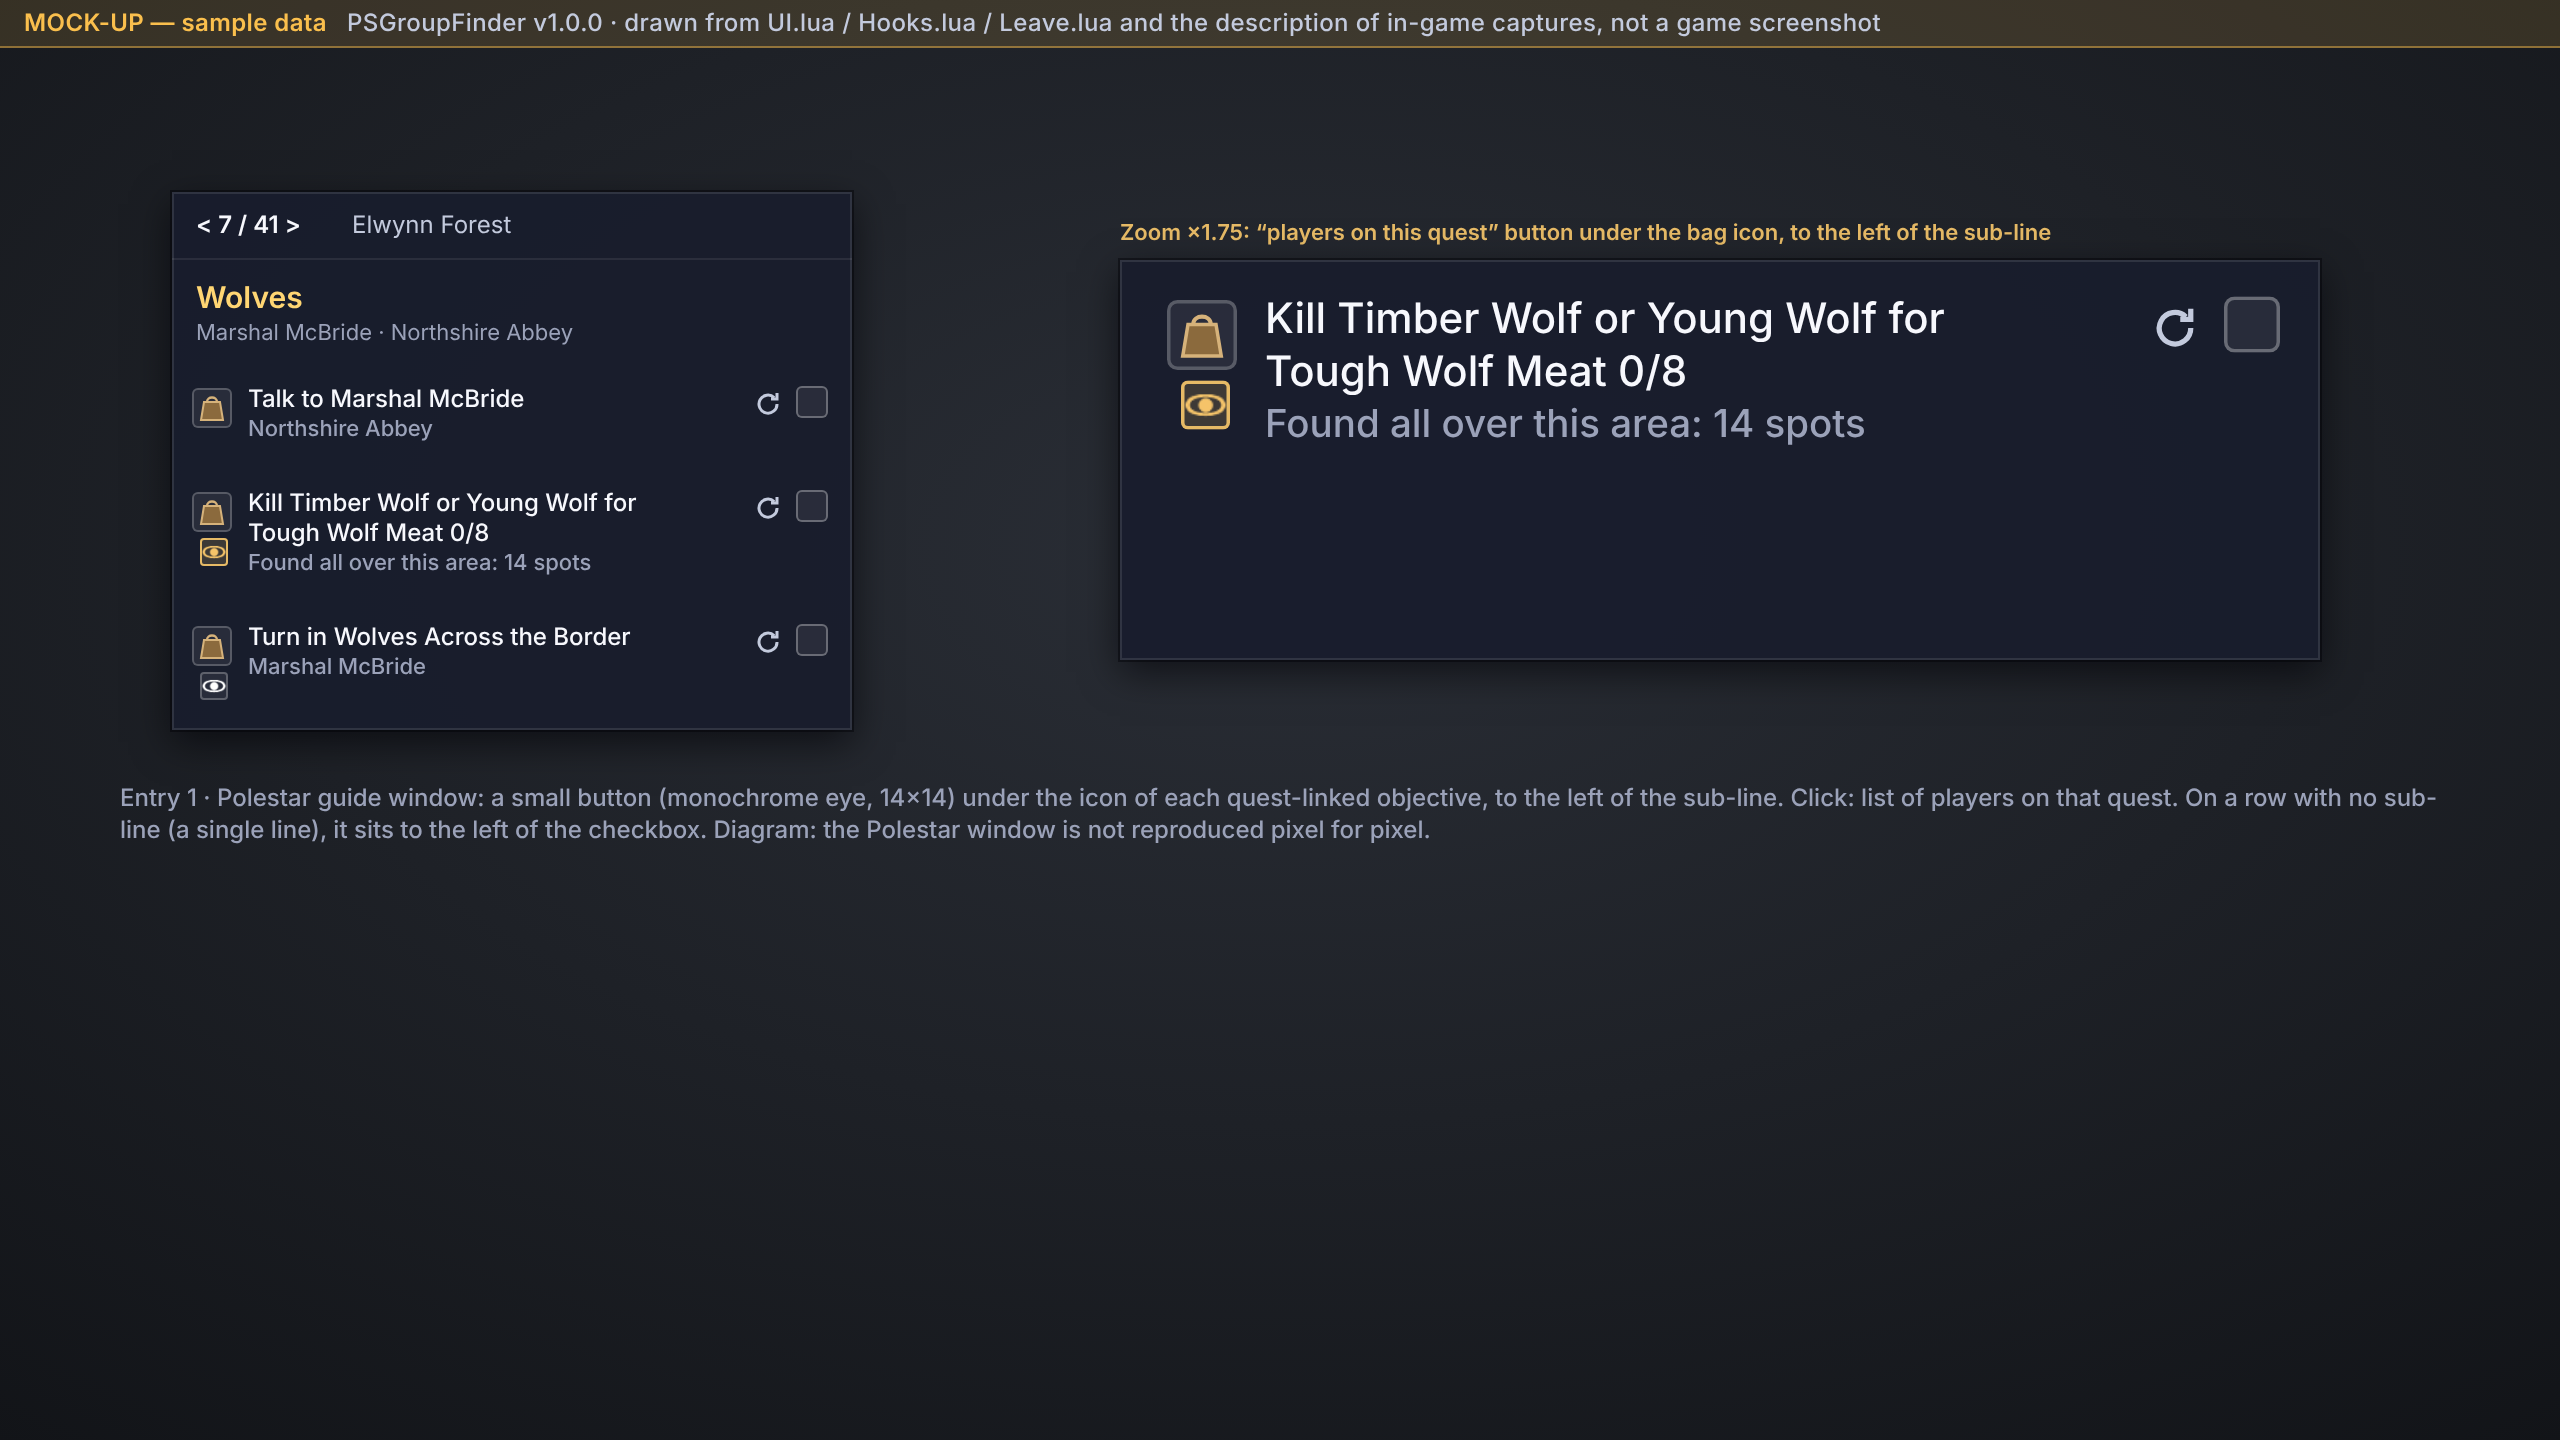 MOCK-UP — sample data PSGroupFinder v1.0.0 · drawn from UI.lua / Hooks.lua / Leave.lua and the description of in-game captures, not a game screenshot
< 7 / 41 > Elwynn Forest
Wolves
Marshal McBride · Northshire Abbey
Talk to Marshal McBride
Northshire Abbey
Kill Timber Wolf or Young Wolf for
Tough Wolf Meat 0/8
Found all over this area: 14 spots
Turn in Wolves Across the Border
Marshal McBride
Zoom ×1.75: “players on this quest” button under the bag icon, to the left of the sub-line
Kill Timber Wolf or Young Wolf for
Tough Wolf Meat 0/8
Found all over this area: 14 spots
Entry 1 · Polestar guide window: a small button (monochrome eye, 14×14) under the icon of each quest-linked objective, to the left of the sub-line. Click: list of players on that quest. On a row with no sub-
line (a single line), it sits to the left of the checkbox. Diagram: the Polestar window is not reproduced pixel for pixel.